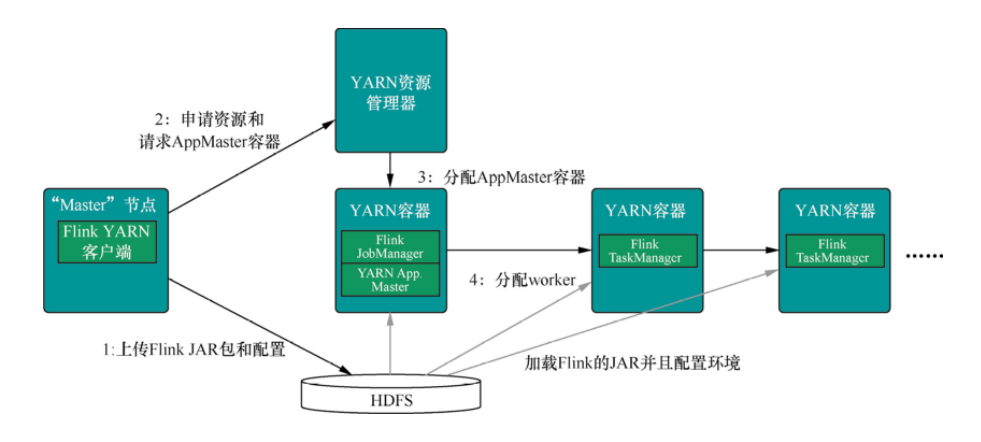 YARN资源
管理器
2：申请资源和
请求AppMaster容器
3：分配AppMaster容器
“Master”节点
Flink YARN
客户端
YARN容器
Flink
JobManager
YARN App.
Master
YARN容器
Flink
TaskManager
YARN容器
Flink
TaskManager
……
4：分配worker
1:上传Flink JAR包和配置
加载Flink的JAR并且配置环境
HDFS